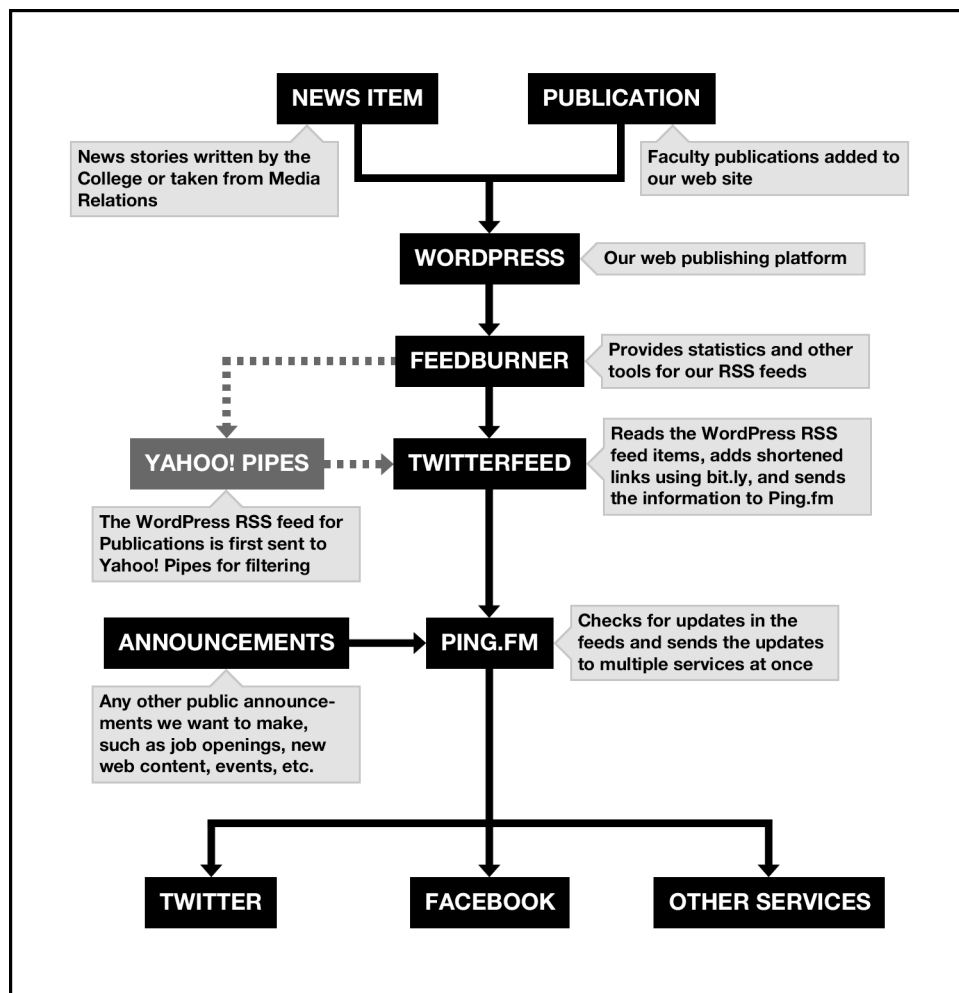 NEWS ITEM
PUBLICATION
News stories written by the
College or taken from Media
Relations
Faculty publications added to
our web site
WORDPRESS
Our web publishing platform
FEEDBURNER
Provides statistics and other
tools for our RSS feeds
YAHOO! PIPES
TWITTERFEED
Reads the WordPress RSS
feed items, adds shortened
links using bit.ly, and sends
the information to Ping.fm
The WordPress RSS feed for
Publications is first sent to
Yahoo! Pipes for filtering
ANNOUNCEMENTS
PING.FM
Checks for updates in the
feeds and sends the updates
to multiple services at once
Any other public announce-
ments we want to make,
such as job openings, new
web content, events, etc.
TWITTER
FACEBOOK
OTHER SERVICES